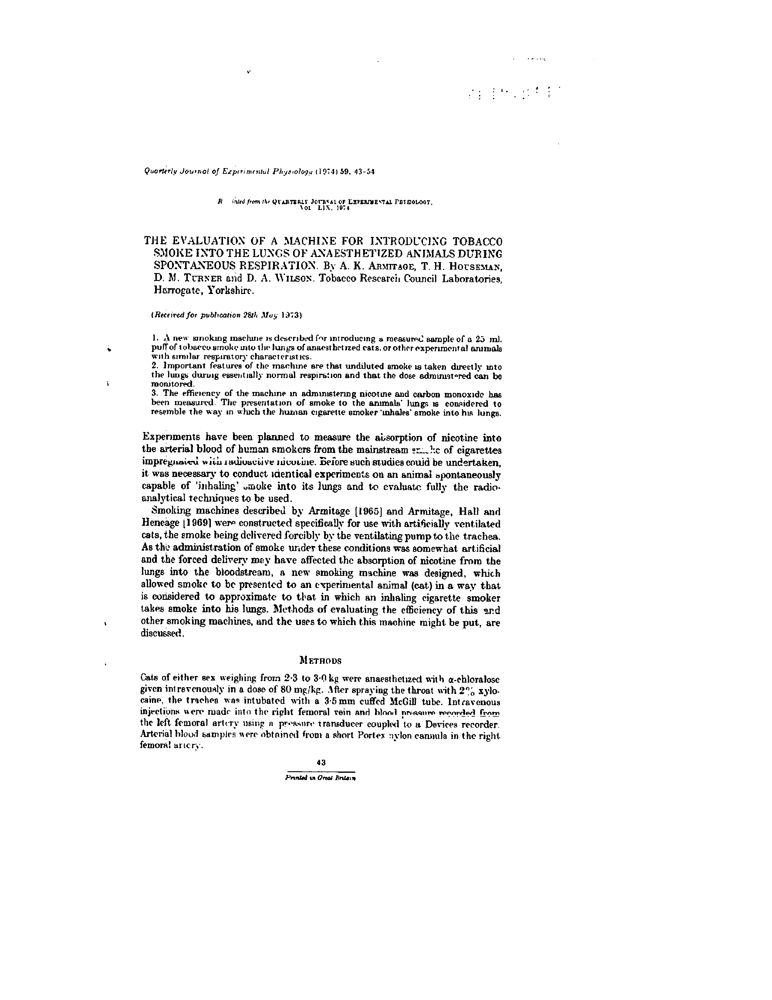 Quarterly Journal of Experimental Physiology (1974) 59, 43-54
from the QUARTERLY JOURNAL OF EXPERIMENTAL PHYSIOLOGY,
VOL. LIX, 1974
THE EVALUATION OF A MACHINE FOR INTRODUCING TOBACCO
SMOKE INTO THE LUNGS OF ANAESTHETIZED ANIMALS DURING
SPONTANEOUS RESPIRATION. By A. K. ARMITAGE, T. H. HOUSEMAN,
D. M. TURNER and D. A. WILSON. Tobacco Research Council Laboratories,
Harrogate, Yorkshire.
(Received for publication 28th May 1973)
1. A new smoking machine is described for introducing a measured sample of a 25 ml.
puff of tobacco smoke into the lungs of anaesthetized cats, or other experimental animals
with similar respiratory characteristics.
2. Important features of the machine are that undiluted smoke is taken directly into
the lungs during essentially normal respiration and that the dose administered can be
monitored.
3. The efficiency of the machine in administering nicotine and carbon monoxide has
been measured. The presentation of smoke to the animals' lungs is considered to
resemble the way in which the human cigarette smoker 'inhales' smoke into his lungs.
Experiments have been planned to measure the absorption of nicotine into
the arterial blood of human smokers from the mainstream smoke of cigarettes
impregnated with radioactive nicotine. Before such studies could be undertaken,
it was necessary to conduct identical experiments on an animal spontaneously
capable of 'inhaling' smoke into its lungs and to evaluate fully the radio-
analytical techniques to be used.
Smoking machines described by Armitage [1965] and Armitage, Hall and
Heneage [1969] were constructed specifically for use with artificially ventilated
cats, the smoke being delivered forcibly by the ventilating pump to the trachea.
As the administration of smoke under these conditions was somewhat artificial
and the forced delivery may have affected the absorption of nicotine from the
lungs into the bloodstream, a new smoking machine was designed, which
allowed smoke to be presented to an experimental animal (cat) in a way that
is considered to approximate to that in which an inhaling cigarette smoker
takes smoke into his lungs. Methods of evaluating the efficiency of this and
other smoking machines, and the uses to which this machine might be put, are
discussed.
METHODS
Cats of either sex weighing from 2·3 to 3·0 kg were anaesthetized with α-chloralose
given intravenously in a dose of 80 mg/kg. After spraying the throat with 2% xylo-
caine, the trachea was intubated with a 3·5 mm cuffed McGill tube. Intravenous
injections were made into the right femoral vein and blood pressure recorded from
the left femoral artery using a pressure transducer coupled to a Devices recorder.
Arterial blood samples were obtained from a short Portex nylon cannula in the right
femoral artery.
43
Printed in Great Britain